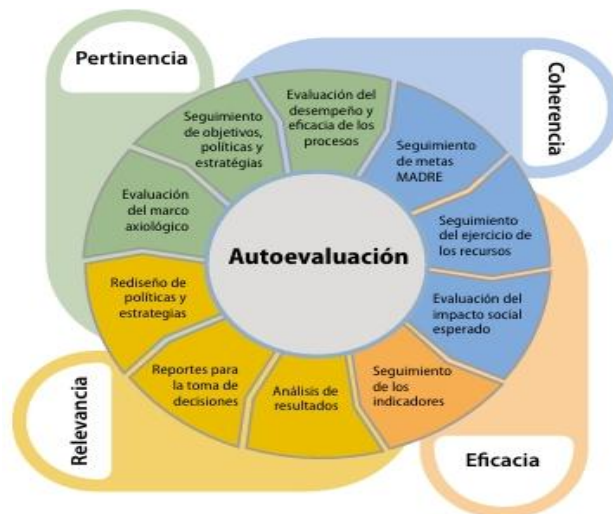 Pertinencia
Coherencia
Evaluación del
desempeño y
eficacia de los
procesos
Seguimiento
de objetivos,
políticas y
estratégias
Seguimiento
de metas
MADRE
Evaluación
del marco
axiológico
Seguimiento
del ejercicio de
los recursos
Autoevaluación
Rediseño de
políticas y
estrategias
Evaluación del
impacto social
esperado
Reportes para
la toma de
decisiones
Análisis de
resultados
Seguimiento
de los
indicadores
Relevancia
Eficacia